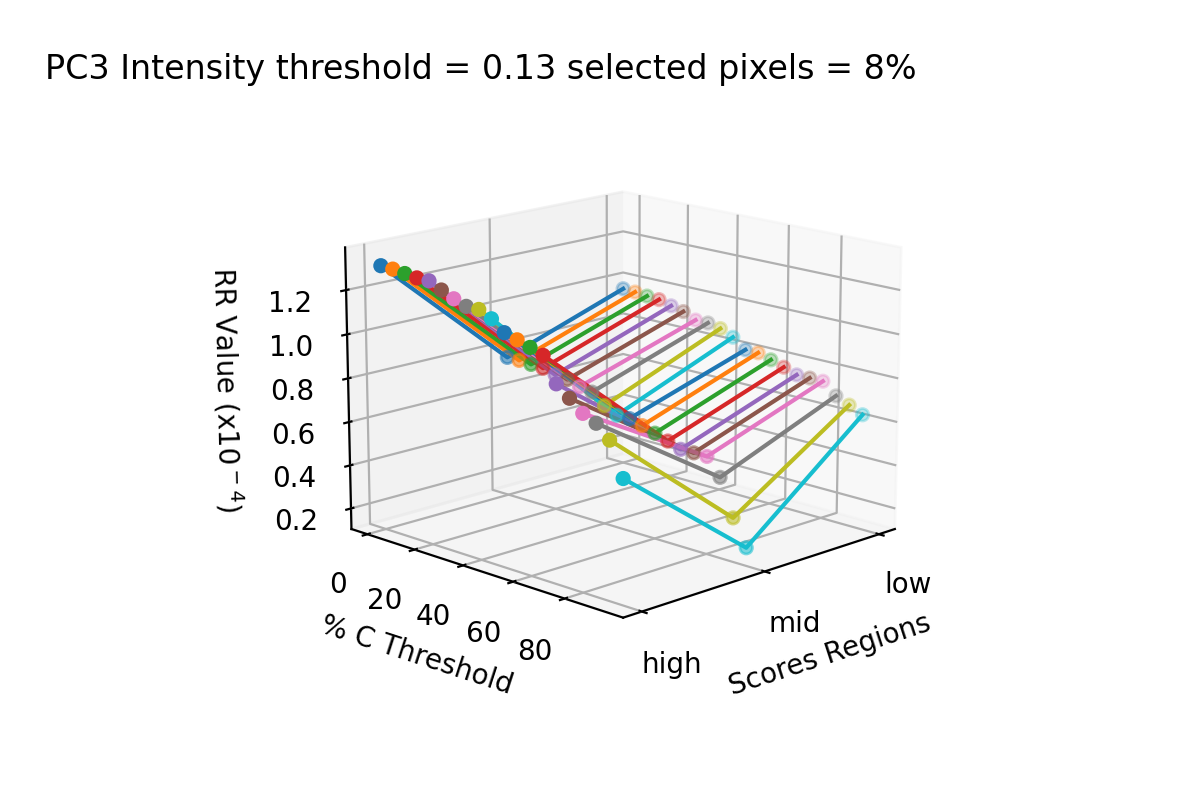 PC3 Intensity threshold = 0.13 selected pixels = 8%
RR Value (x10⁻⁴)
1.2
1.0
0.8
0.6
0.4
0.2
0
20
40
60
80
% C Threshold
high
mid
low
Scores Regions